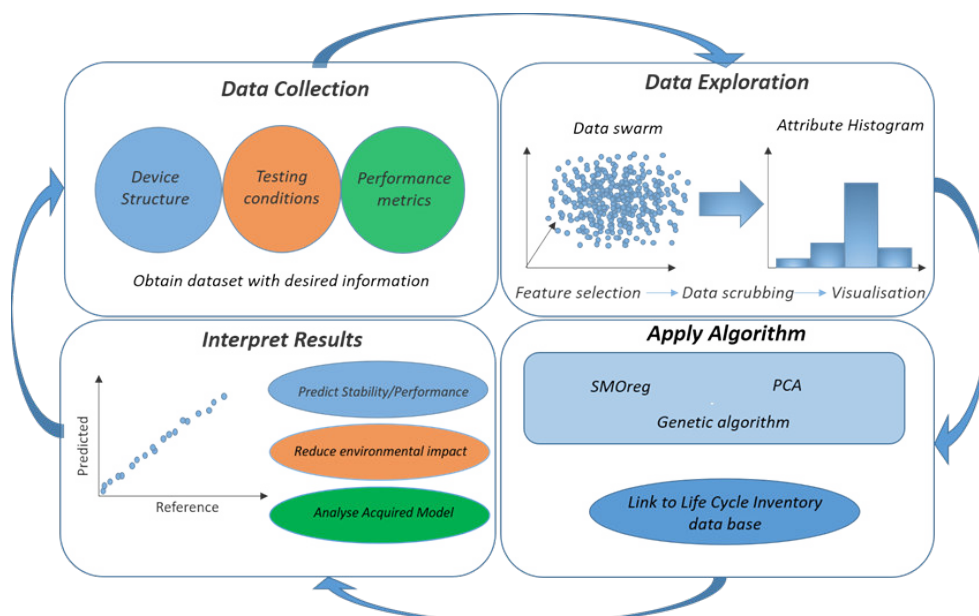 Data Collection
Device
Structure
Testing
conditions
Performance
metrics
Obtain dataset with desired information
Data Exploration
Data swarm
Attribute Histogram
Feature selection
Data scrubbing
Visualisation
Interpret Results
Predicted
Reference
Predict Stability/Performance
Reduce environmental impact
Analyse Acquired Model
Apply Algorithm
SMOreg
PCA
Genetic algorithm
Link to Life Cycle Inventory
data base